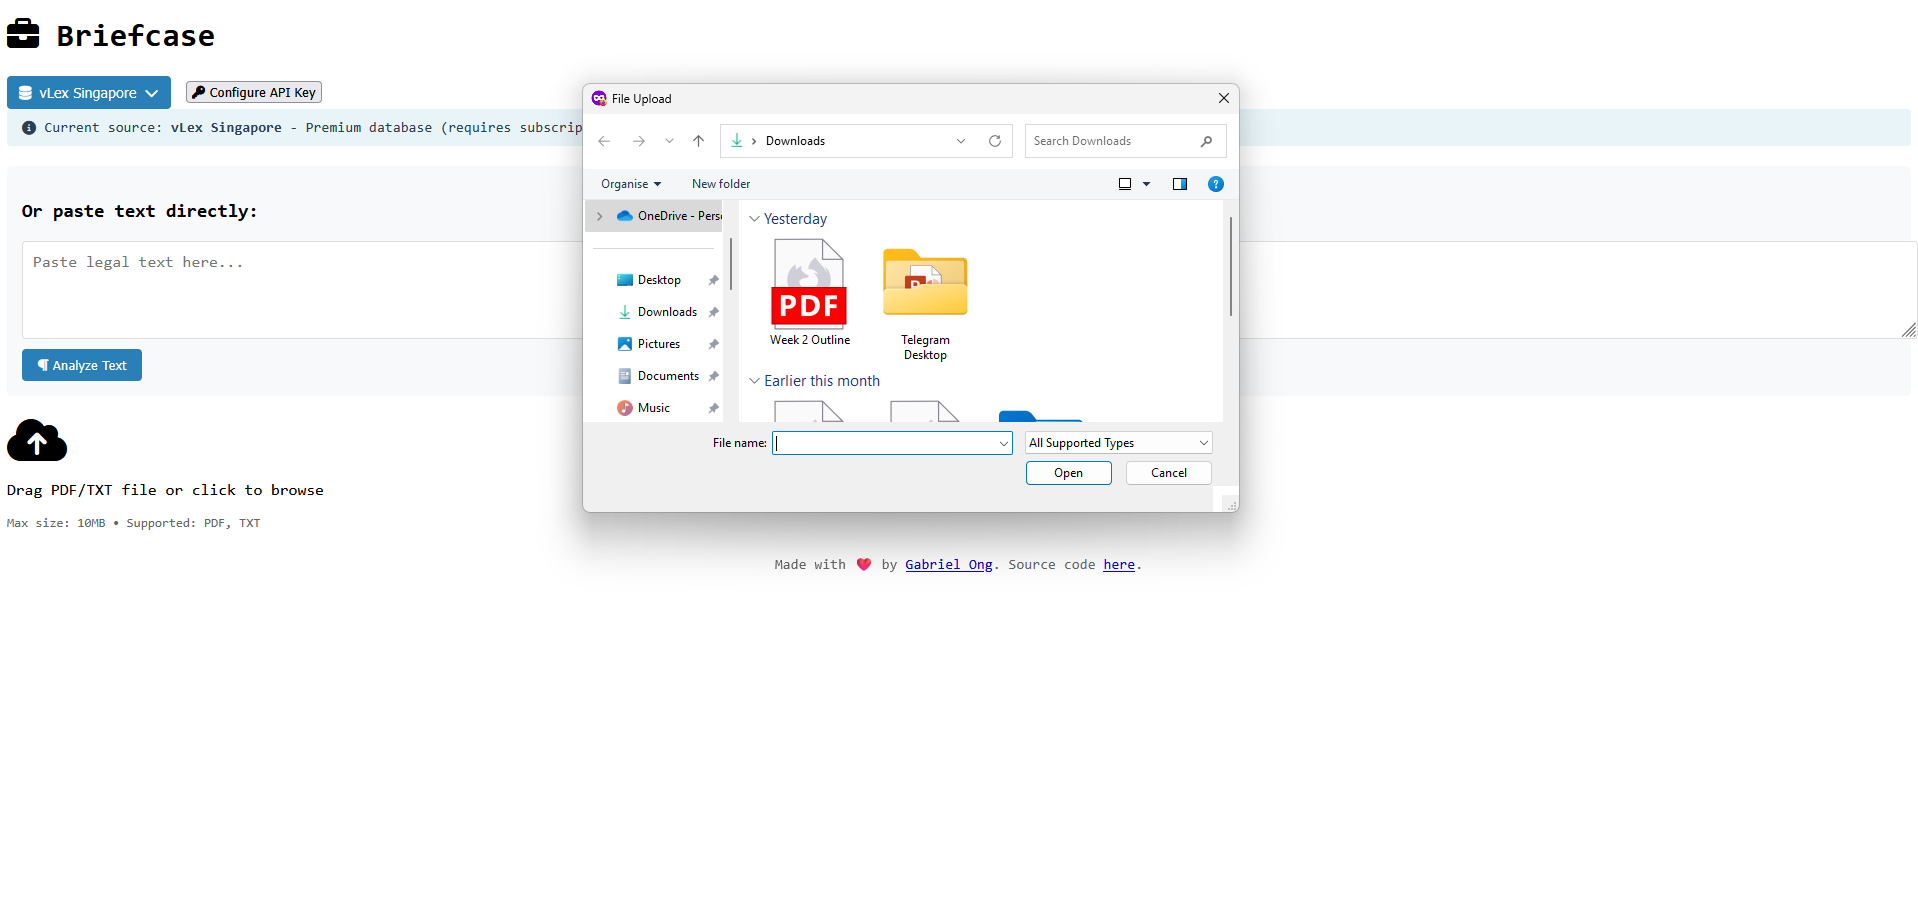 Briefcase
vLex Singapore
Configure API Key
Current source: vLex Singapore - Premium database (requires subscrip
Or paste text directly:
Paste legal text here...
Analyze Text
Drag PDF/TXT file or click to browse
Max size: 10MB • Supported: PDF, TXT
File Upload
Downloads
Search Downloads
Organise
New folder
OneDrive - Pers
Desktop
Downloads
Pictures
Documents
Music
Yesterday
PDF
Week 2 Outline
Telegram
Desktop
Earlier this month
File name:
All Supported Types
Open
Cancel
Made with ❤ by Gabriel Ong. Source code here.